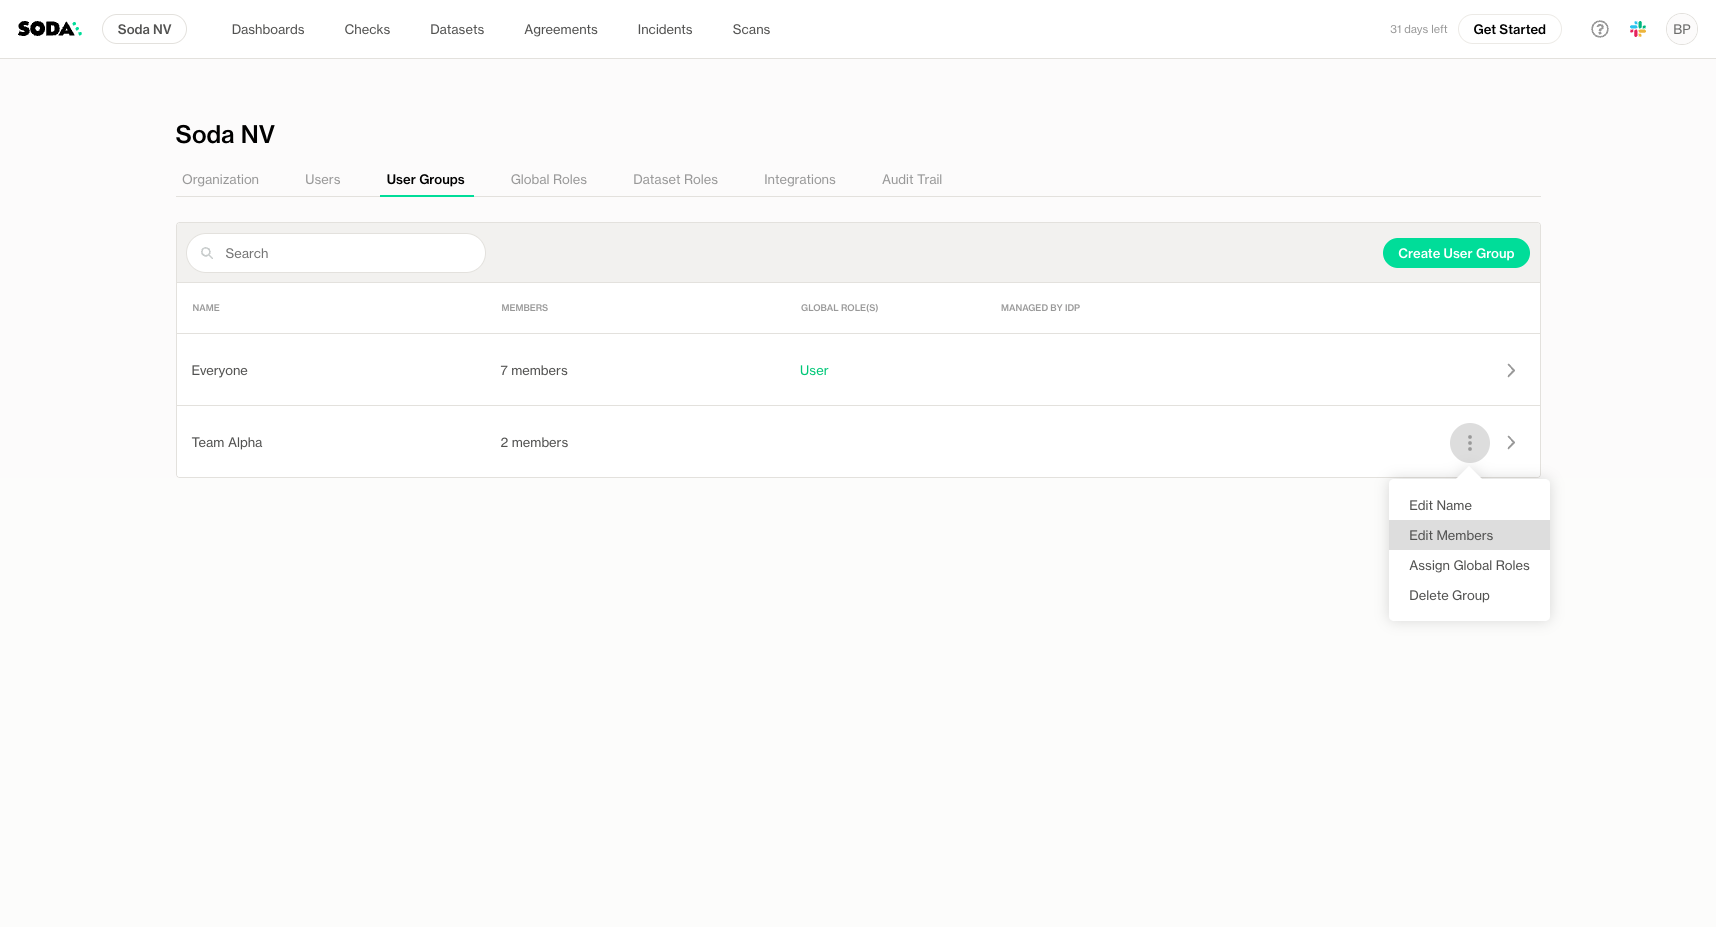 SODA Soda NV Dashboards Checks Datasets Agreements Incidents Scans 31 days left Get Started BP
Soda NV
Organization Users User Groups Global Roles Dataset Roles Integrations Audit Trail
Search Create User Group
NAME MEMBERS GLOBAL ROLE(S) MANAGED BY IDP
Everyone 7 members User
Team Alpha 2 members
Edit Name
Edit Members
Assign Global Roles
Delete Group